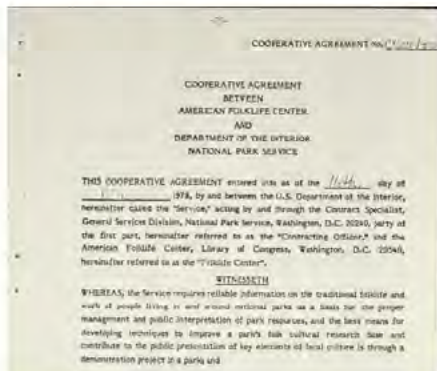 COOPERATIVE AGREEMENT NO.
COOPERATIVE AGREEMENT
BETWEEN
AMERICAN FOLKLIFE CENTER
AND
DEPARTMENT OF THE INTERIOR
NATIONAL PARK SERVICE
THIS COOPERATIVE AGREEMENT entered into as of the day of
1978, by and between the U.S. Department of the Interior,
hereinafter called the "Service," acting by and through the Contract Specialist,
General Services Division, National Park Service, Washington, D.C. 20240, party of
the first part, hereinafter referred to as the "Contracting Officer," and the
American Folklife Center, Library of Congress, Washington, D.C. 20540,
hereinafter referred to as the "Folklife Center".
WITNESSETH
WHEREAS, the Service requires reliable information on the traditional folklife and
work of people living in and around national parks as a basis for the proper
management and public interpretation of park resources, and the best means for
developing techniques to improve a park's folk cultural research base and
contribute to the public presentation of key elements of local culture is through a
demonstration project in a park; and